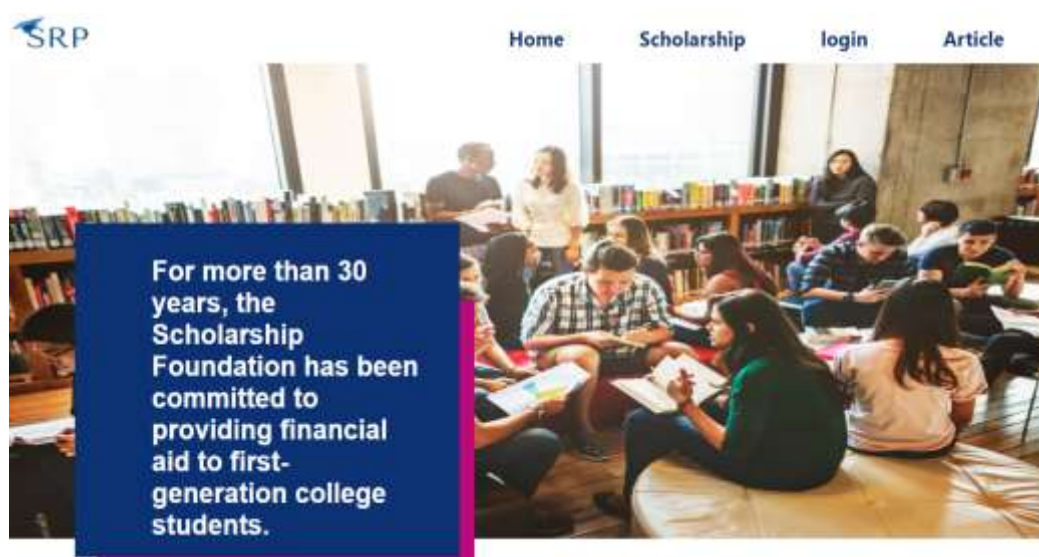 SRP
Home Scholarship login Article
For more than 30
years, the
Scholarship
Foundation has been
committed to
providing financial
aid to first-
generation college
students.